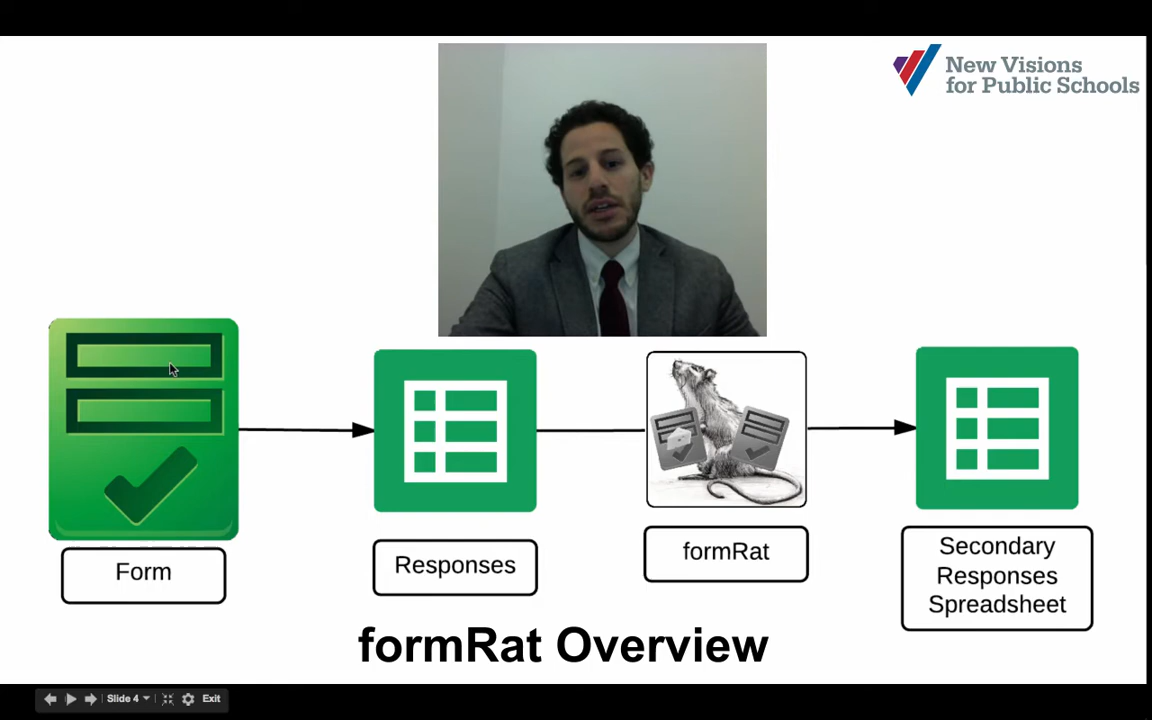 New Visions
for Public Schools
Form
Responses
formRat
Secondary
Responses
Spreadsheet
formRat Overview
Slide 4
Exit